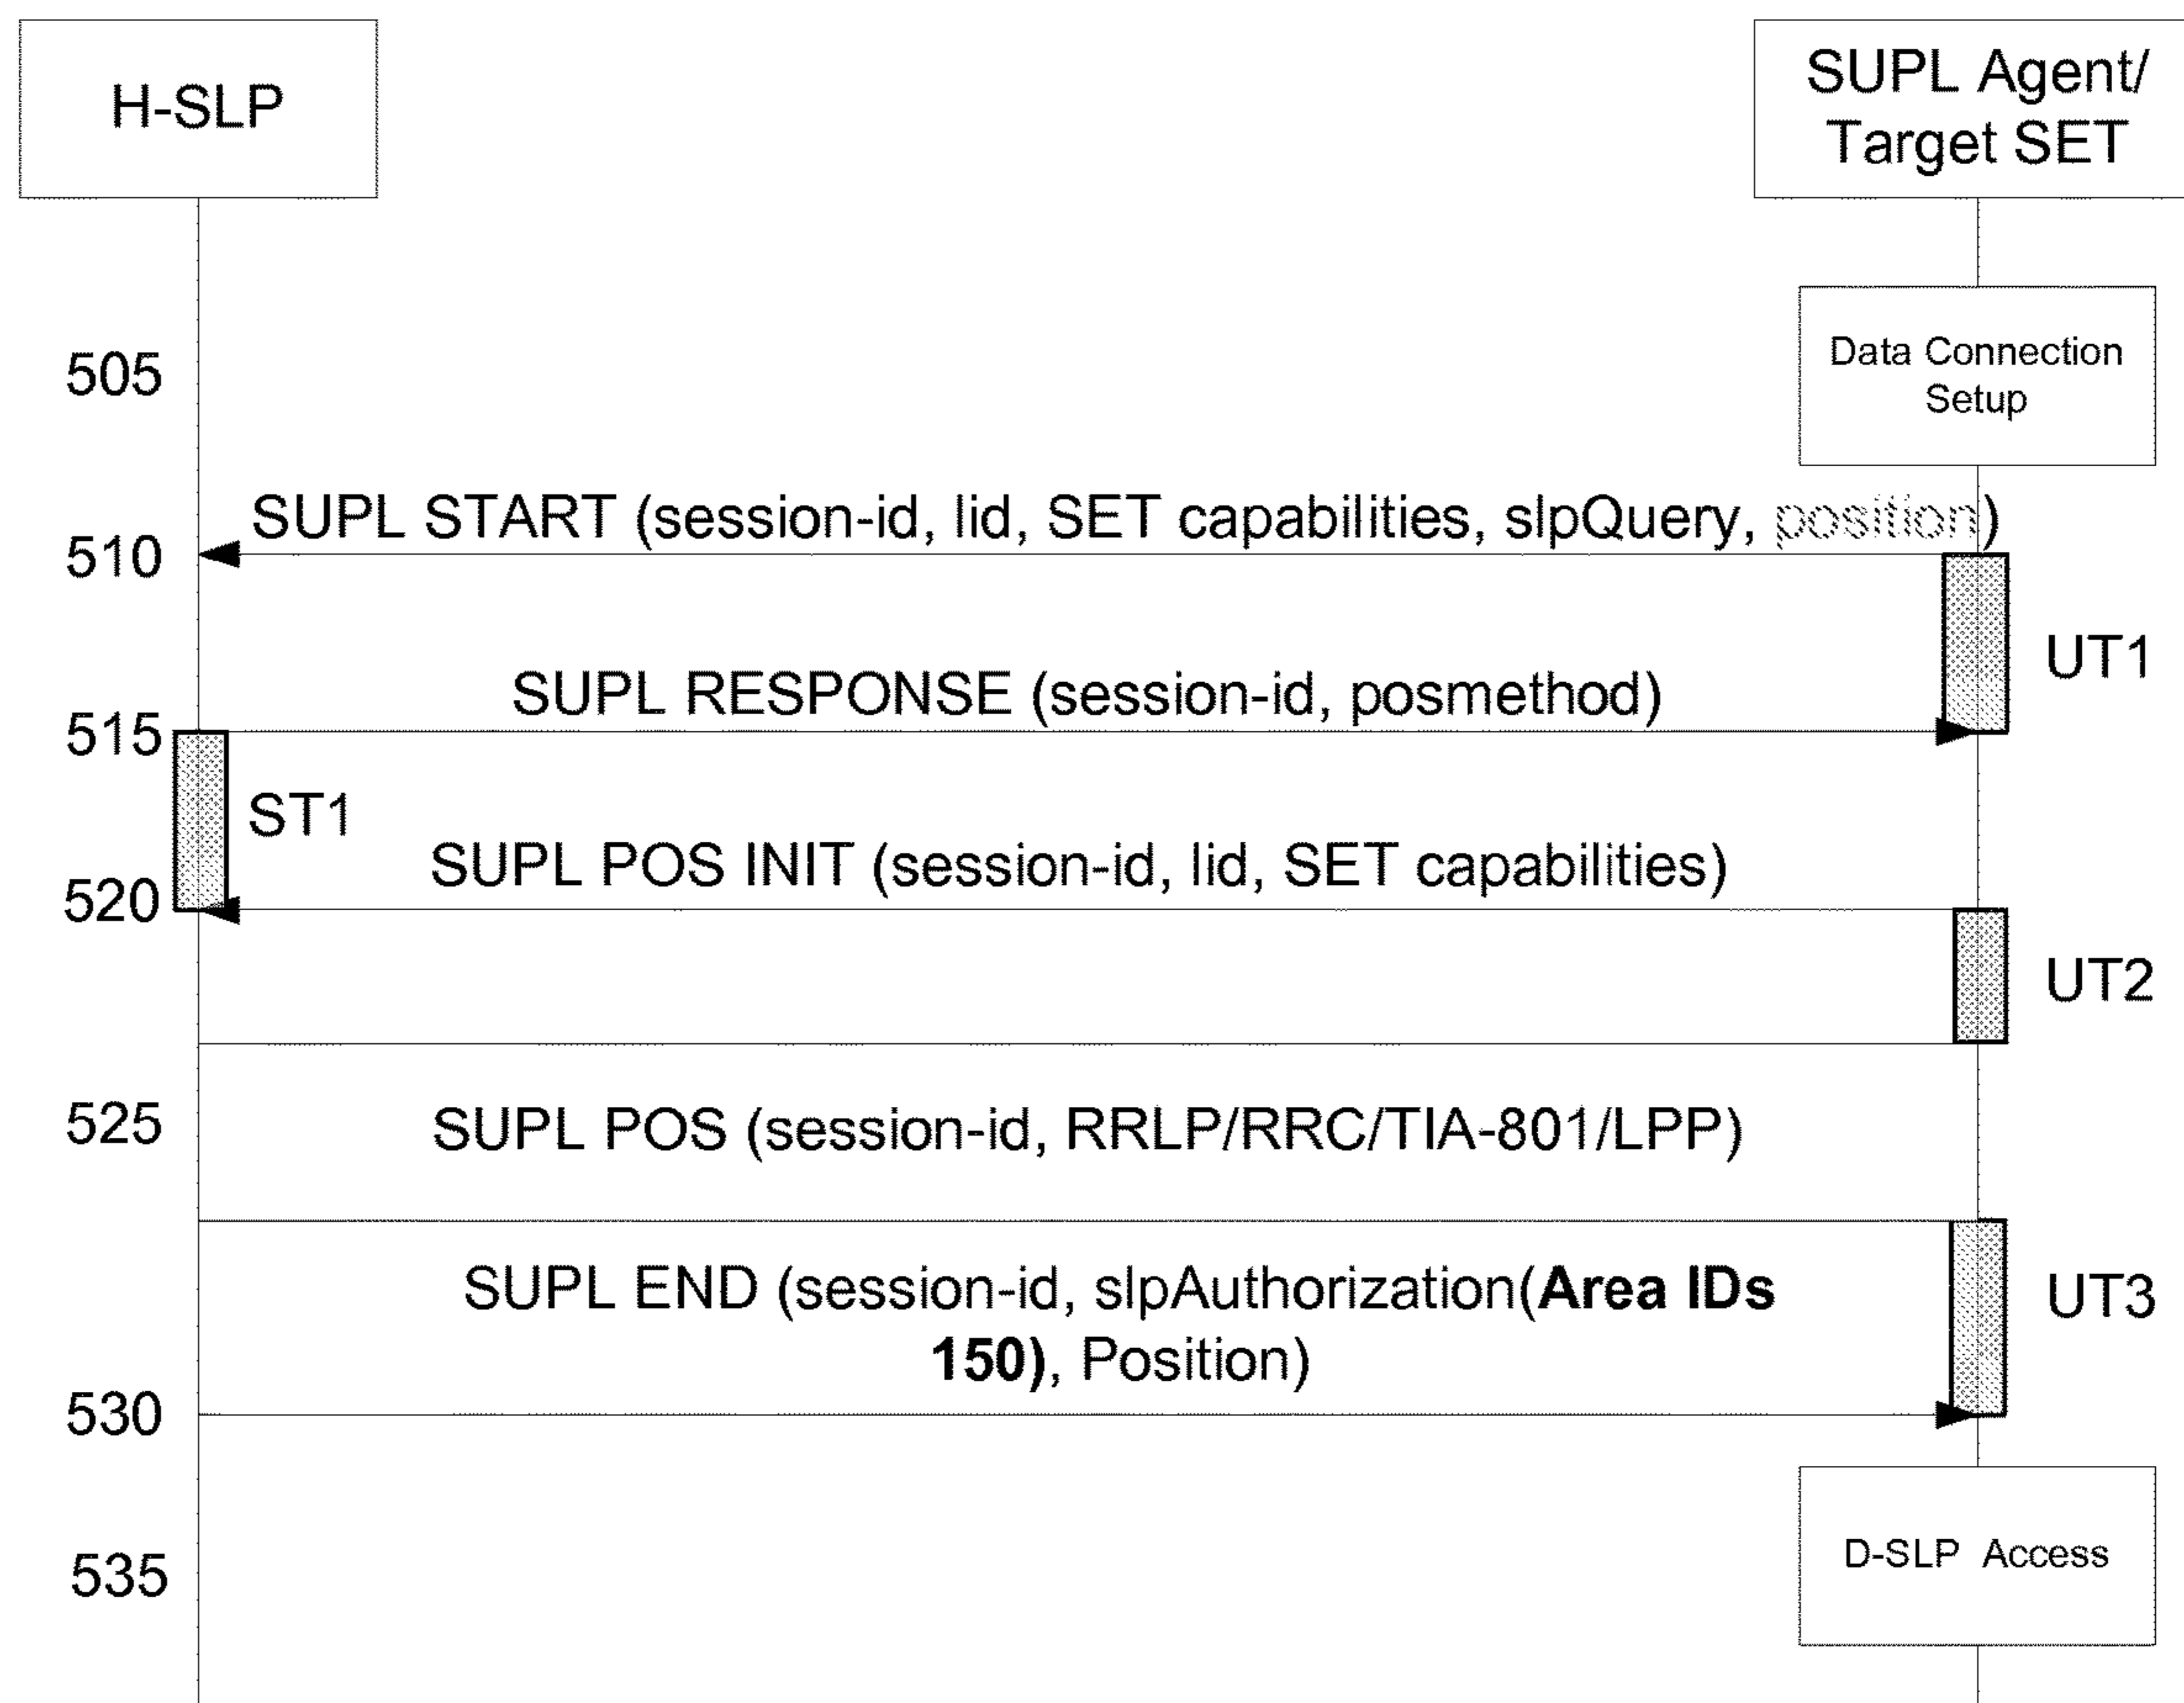 H-SLP
SUPL Agent/
Target SET
505
Data Connection
Setup
SUPL START (session-id, lid, SET capabilities, slpQuery, position)
510
UT1
SUPL RESPONSE (session-id, posmethod)
515
ST1
SUPL POS INIT (session-id, lid, SET capabilities)
520
UT2
525
SUPL POS (session-id, RRLP/RRC/TIA-801/LPP)
SUPL END (session-id, slpAuthorization(Area IDs
150), Position)
UT3
530
D-SLP Access
535